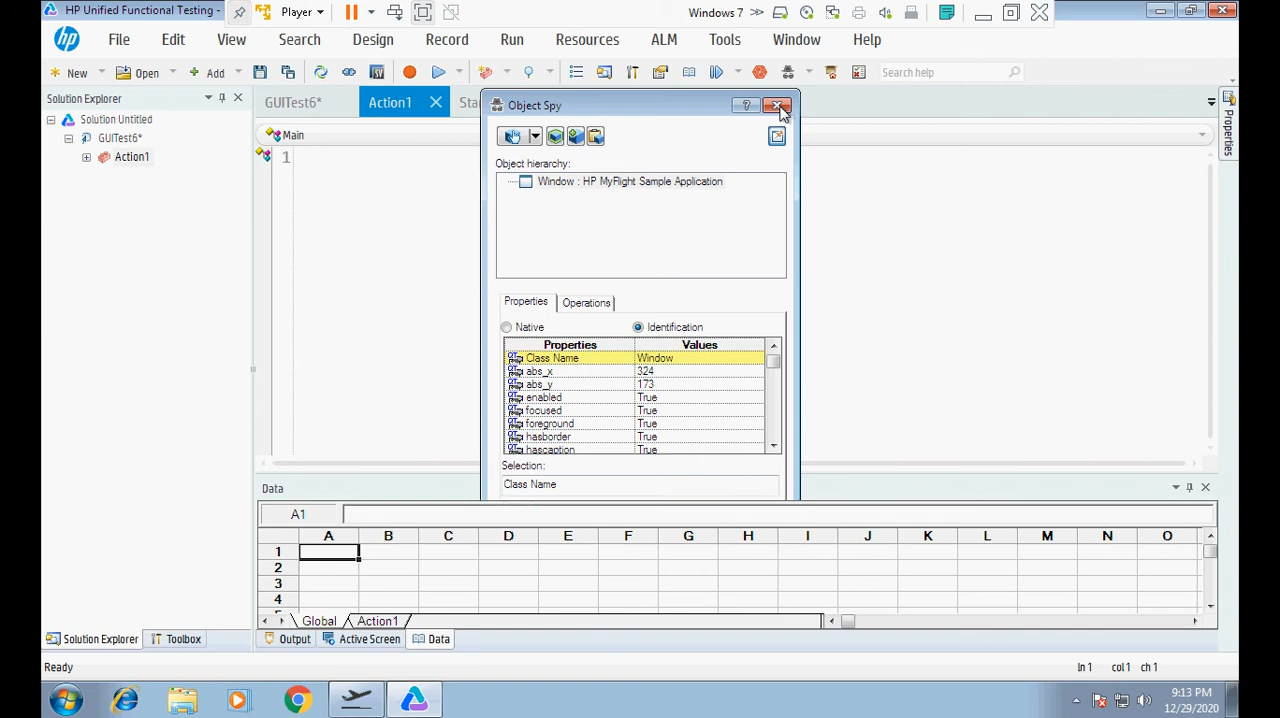 HP Unified Functional Testing -
Player
Windows 7
hp
File Edit View Search Design Record Run Resources ALM Tools Window Help
New Open Add
Search help
Solution Explorer
GUITest6* Action1
Object Spy
?
Properties
Solution Untitled
GUITest6*
Action1
Main
1
Object hierarchy:
Window : HP MyFlight Sample Application
Properties Operations
Native Identification
Properties Values
Class Name Window
abs_x 324
abs_y 173
enabled True
focused True
foreground True
hasborder True
hascaption True
Selection:
Class Name
Data
A1
A B C D E F G H I J K L M N O
1
2
3
4
Global Action1
Solution Explorer Toolbox Output Active Screen Data
Ready
ln 1 col 1 ch 1
9:13 PM
12/29/2020